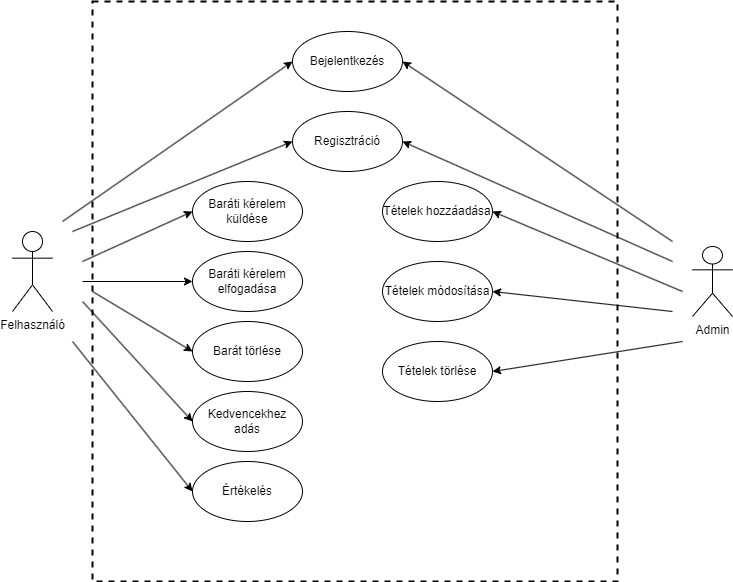 Bejelentkezés
Regisztráció
Baráti kérelem
küldése
Tételek hozzáadása
Baráti kérelem
elfogadása
Tételek módosítása
Felhasználó
Admin
Barát törlése
Tételek törlése
Kedvencekhez
adás
Értékelés